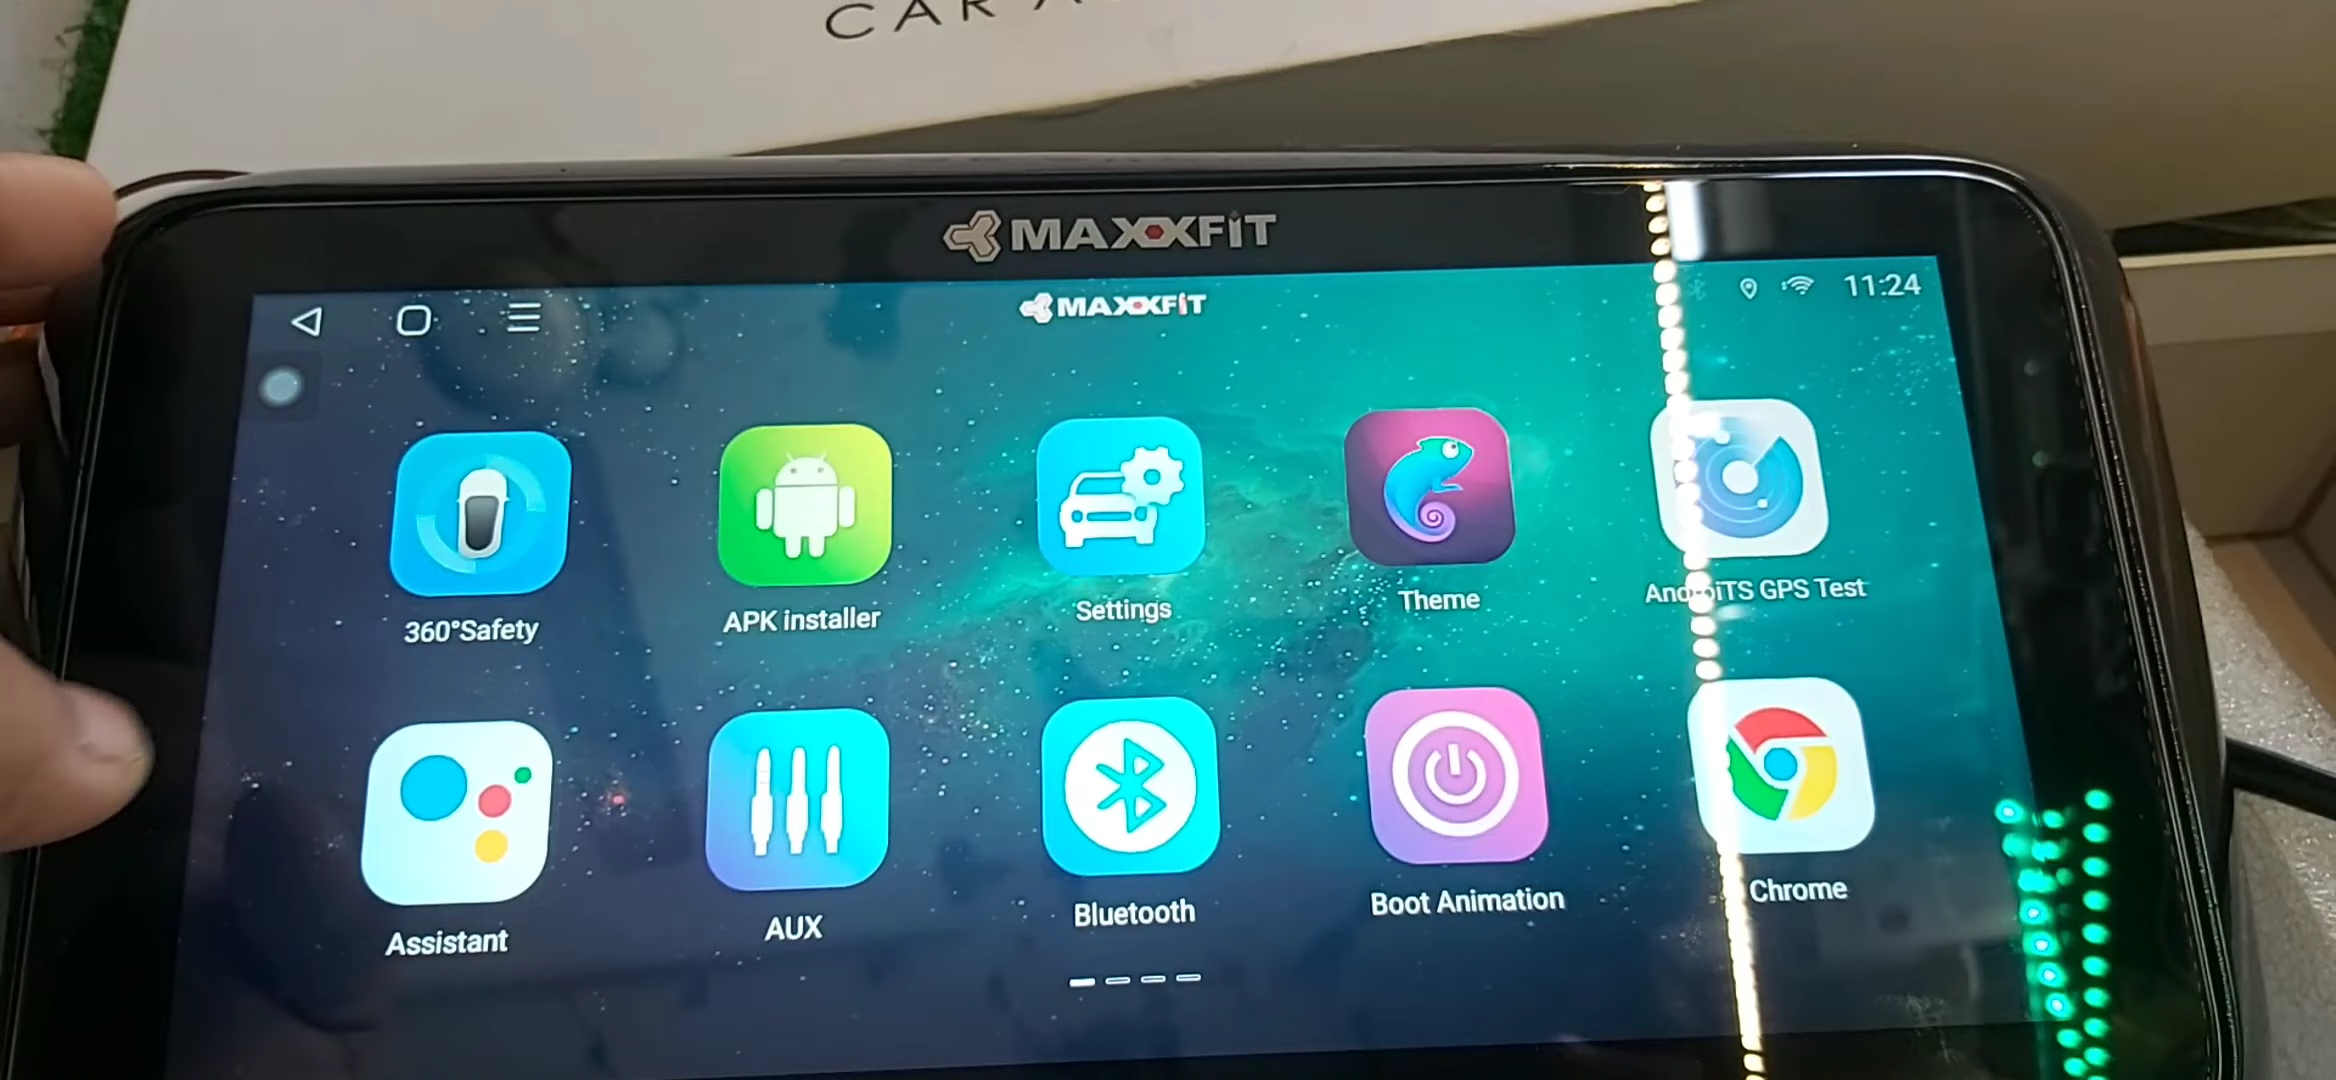 CAR
MAXXFiT
MAXXFiT
11:24
360°Safety
APK installer
Settings
Theme
AndroiTS GPS Test
Assistant
AUX
Bluetooth
Boot Animation
Chrome